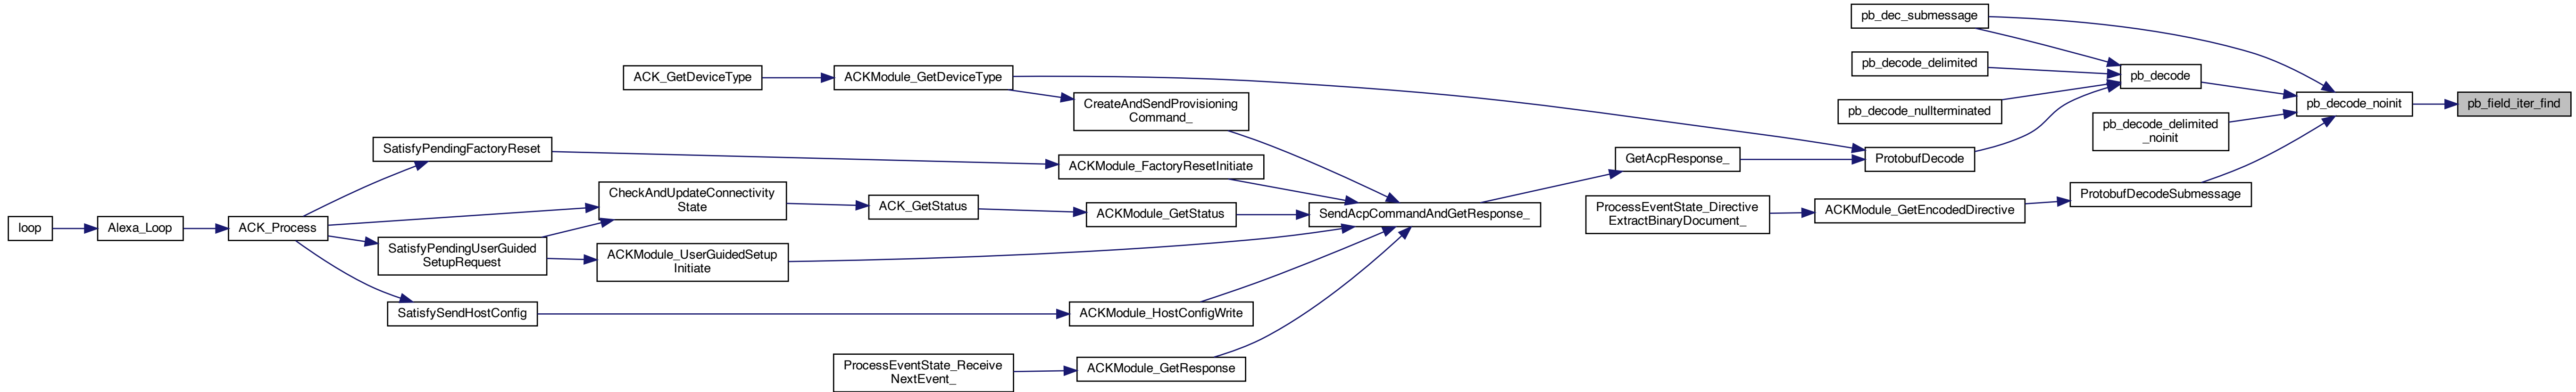 pb_dec_submessage
pb_decode_delimited
ACK_GetDeviceType
ACKModule_GetDeviceType
pb_decode
CreateAndSendProvisioning
Command_
pb_decode_nullterminated
pb_decode_noinit
pb_field_iter_find
pb_decode_delimited
_noinit
SatisfyPendingFactoryReset
ACKModule_FactoryResetInitiate
GetAcpResponse_
ProtobufDecode
CheckAndUpdateConnectivity
State
ACK_GetStatus
ACKModule_GetStatus
SendAcpCommandAndGetResponse_
ProcessEventState_Directive
ExtractBinaryDocument_
ACKModule_GetEncodedDirective
ProtobufDecodeSubmessage
loop
Alexa_Loop
ACK_Process
SatisfyPendingUserGuided
SetupRequest
ACKModule_UserGuidedSetup
Initiate
SatisfySendHostConfig
ACKModule_HostConfigWrite
ProcessEventState_Receive
NextEvent_
ACKModule_GetResponse